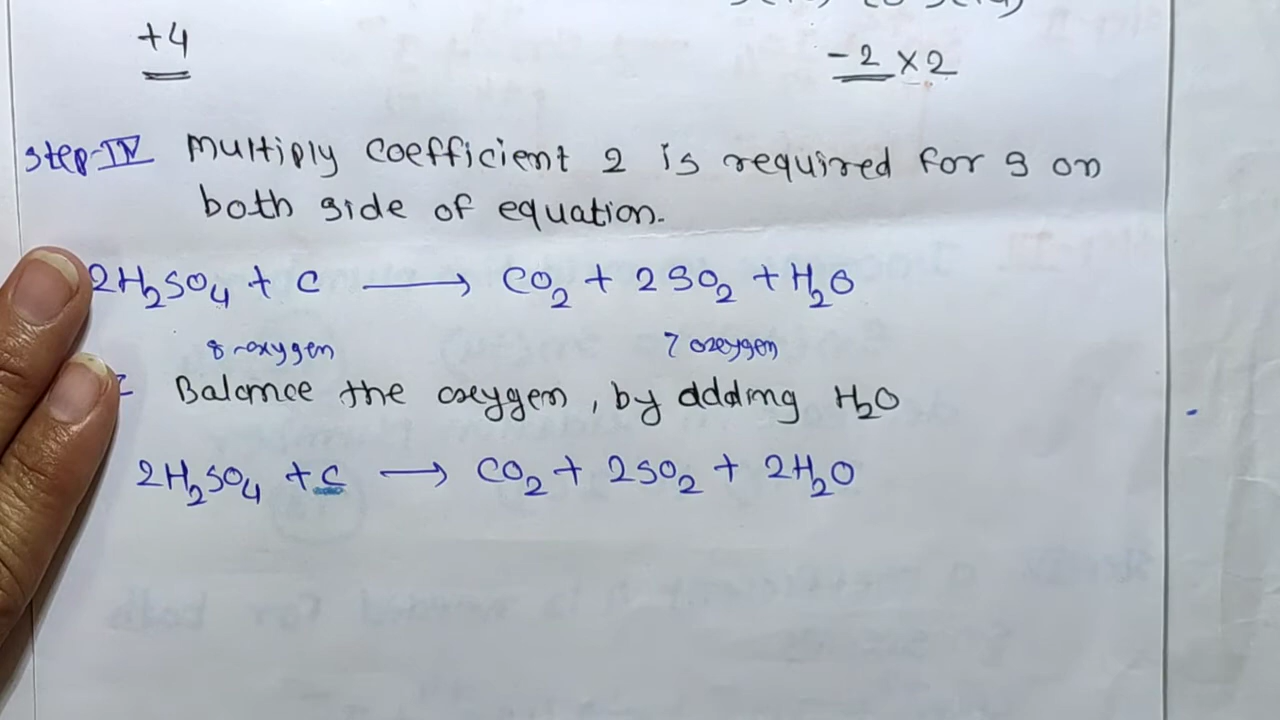 +4
-2 ×2
Step-IV Multiply coefficient 2 is required for S on
both side of equation.
2H₂SO₄ + C ⟶ CO₂ + 2SO₂ + H₂O
8-oxygen 7 oxygen
Balance the oxygen, by adding H₂O
2H₂SO₄ + C ⟶ CO₂ + 2SO₂ + 2H₂O